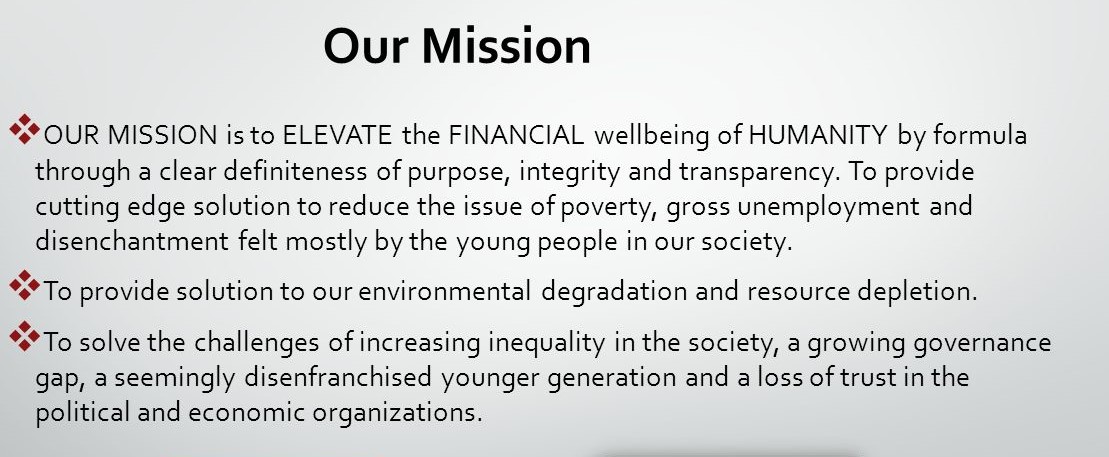 Our Mission
OUR MISSION is to ELEVATE the FINANCIAL wellbeing of HUMANITY by formula
through a clear definiteness of purpose, integrity and transparency. To provide
cutting edge solution to reduce the issue of poverty, gross unemployment and
disenchantment felt mostly by the young people in our society.
To provide solution to our environmental degradation and resource depletion.
To solve the challenges of increasing inequality in the society, a growing governance
gap, a seemingly disenfranchised younger generation and a loss of trust in the
political and economic organizations.